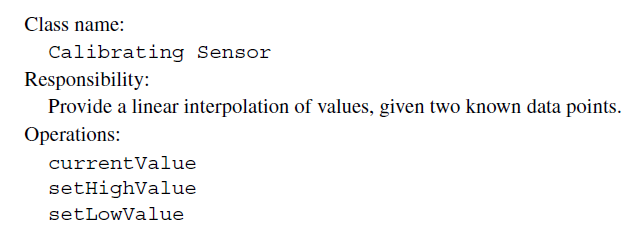 Class name:
Calibrating Sensor
Responsibility:
Provide a linear interpolation of values, given two known data points.
Operations:
currentValue
setHighValue
setLowValue